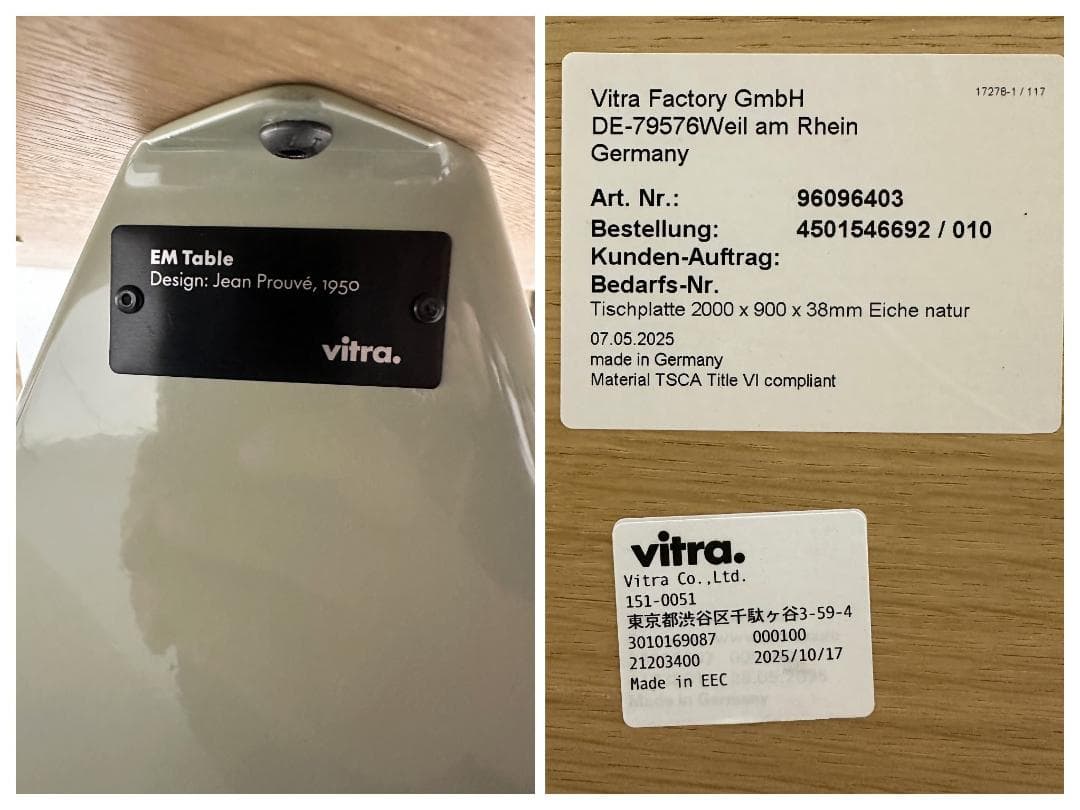 EM Table
Design: Jean Prouvé, 1950
vitra.
Vitra Factory GmbH
17278-1 / 117
DE-79576Weil am Rhein
Germany
Art. Nr.: 96096403
Bestellung: 4501546692 / 010
Kunden-Auftrag:
Bedarfs-Nr.
Tischplatte 2000 x 900 x 38mm Eiche natur
07.05.2025
made in Germany
Material TSCA Title VI compliant
vitra.
Vitra Co.,Ltd.
151-0051
東京都渋谷区千駄ヶ谷3-59-4
3010169087 000100
21203400 2025/10/17
Made in EEC
Made in Germany